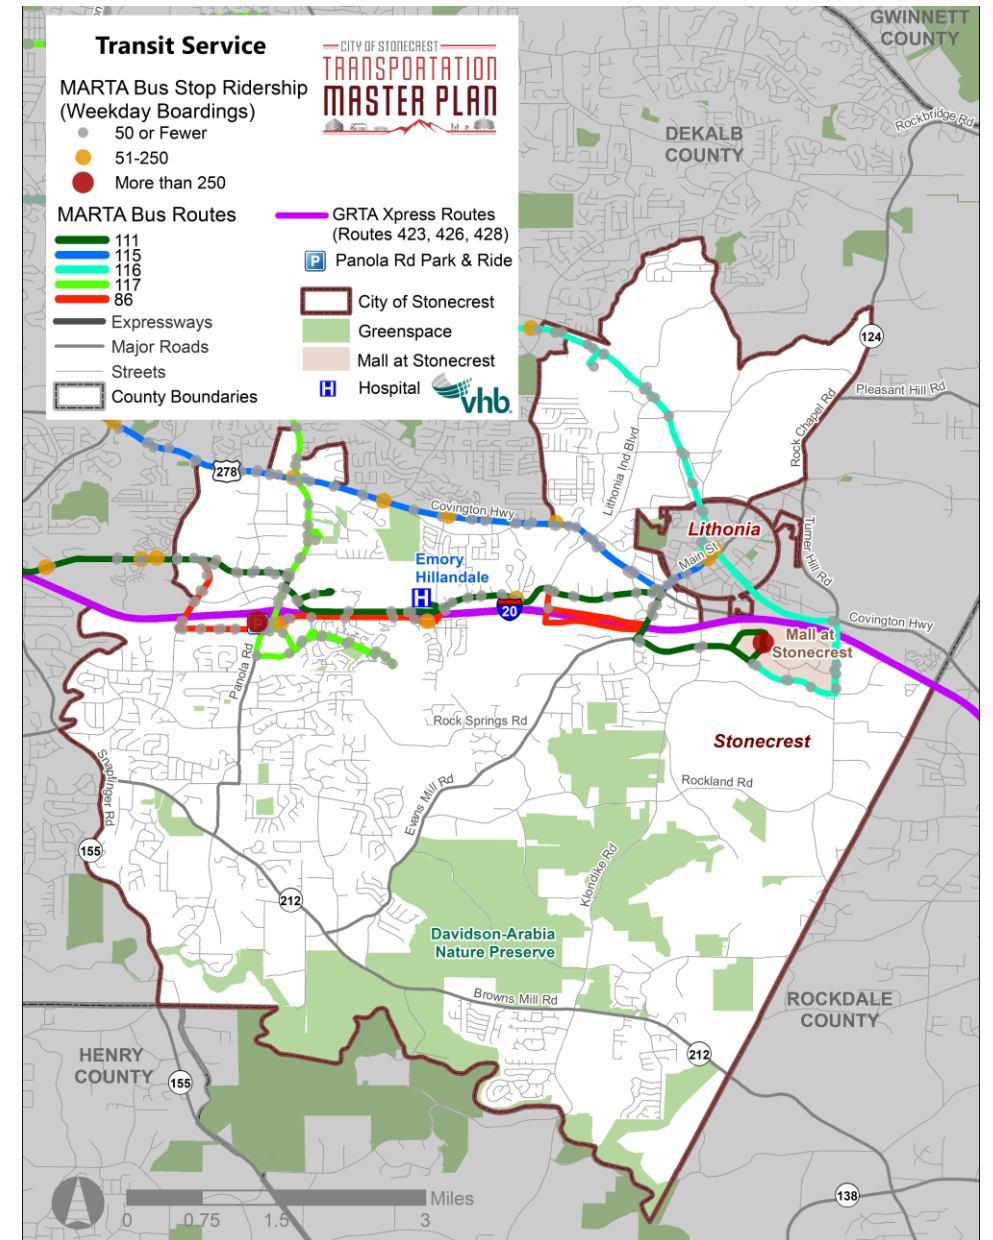 Transit Service
CITY OF STONECREST
TRANSPORTATION
MASTER PLAN
MARTA Bus Stop Ridership
(Weekday Boardings)
50 or Fewer
51-250
More than 250
MARTA Bus Routes
111
115
116
117
86
Expressways
Major Roads
Streets
County Boundaries
GRTA Xpress Routes
(Routes 423, 426, 428)
P
Panola Rd Park & Ride
City of Stonecrest
Greenspace
Mall at Stonecrest
H
Hospital
vhb
GWINNETT
COUNTY
Rockbridge Rd
DEKALB
COUNTY
124
Pleasant Hill Rd
Rock Chapel Rd
Lithonia Ind Blvd
278
Covington Hwy
Lithonia
Main St
Turner Hill Rd
Emory
Hillandale
H
20
Covington Hwy
P
Mall at
Stonecrest
Panola Rd
Rock Springs Rd
Stonecrest
Snapfinger Rd
Rockland Rd
Evans Mill Rd
155
Klondike Rd
212
Davidson-Arabia
Nature Preserve
Browns Mill Rd
ROCKDALE
COUNTY
HENRY
COUNTY
212
155
138
Miles
0
0.75
1.5
3